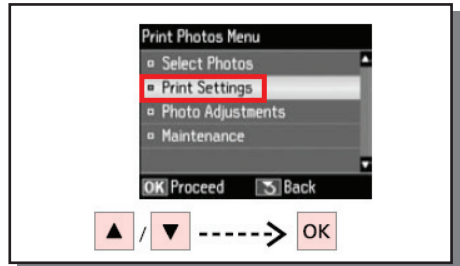 Print Photos Menu
Select Photos
Print Settings
Photo Adjustments
Maintenance
OK Proceed Back
/ OK